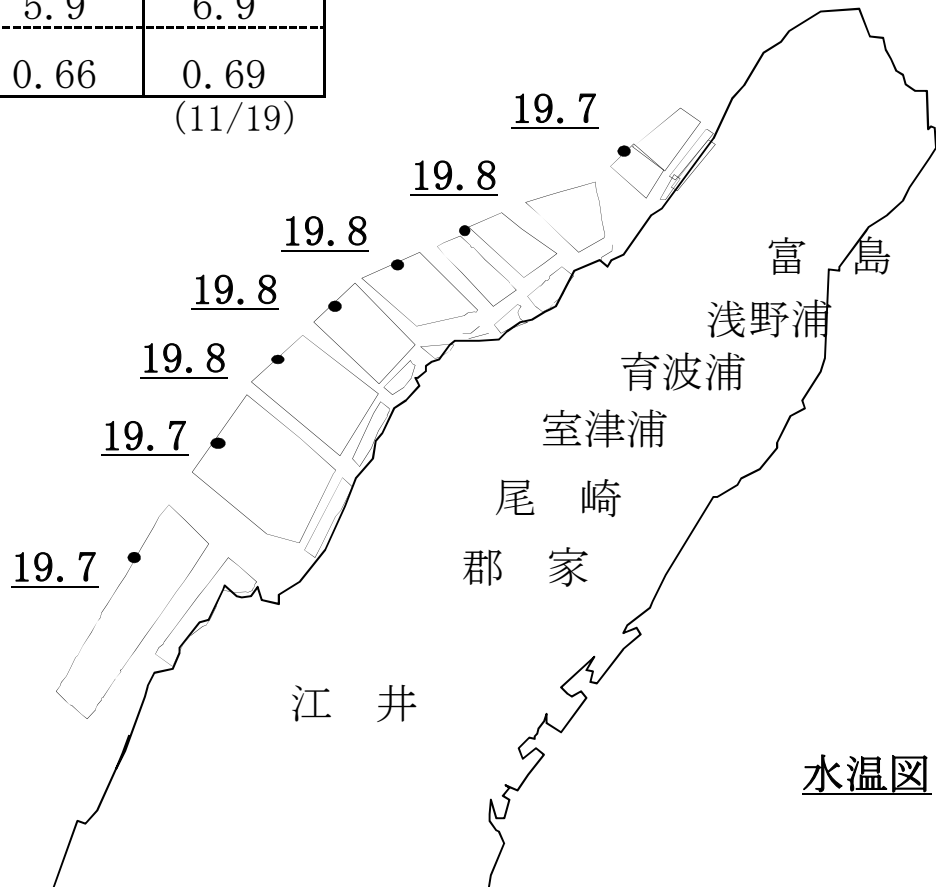 5.9 6.9
0.66 0.69
(11/19)
19.7
19.8
19.8
富 島
19.8
浅野浦
19.8
育波浦
19.7
室津浦
尾 崎
19.7
郡 家
江 井
水温図